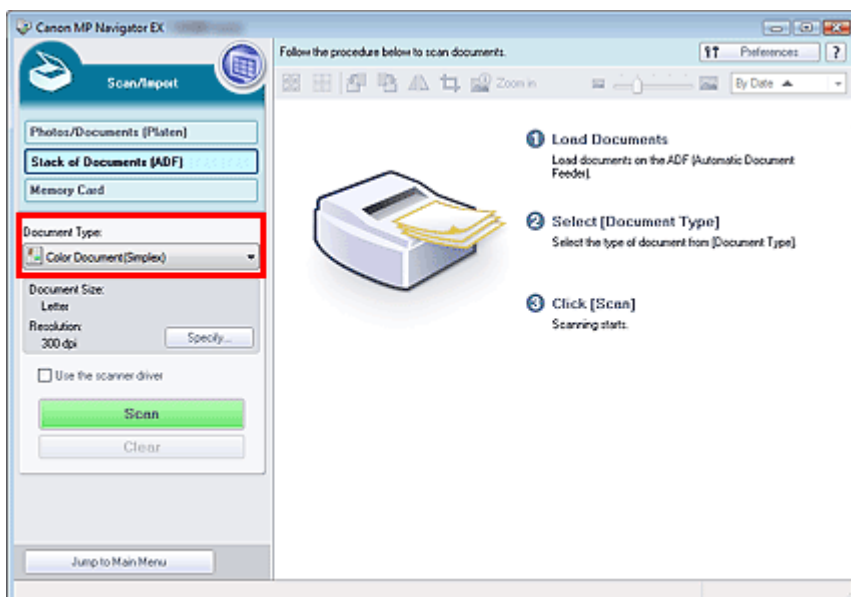 Canon MP Navigator EX
Scan/Import
Photos/Documents (Platen)
Stack of Documents (ADF)
Memory Card
Document Type:
Color Document(Simplex)
Document Size:
Letter
Resolution:
300 dpi
Specify...
Use the scanner driver
Scan
Clear
Jump to Main Menu
Follow the procedure below to scan documents.
Preferences
?
Zoom in
By Date
1 Load Documents
Load documents on the ADF (Automatic Document
Feeder).
2 Select [Document Type]
Select the type of document from [Document Type]
3 Click [Scan]
Scanning starts.